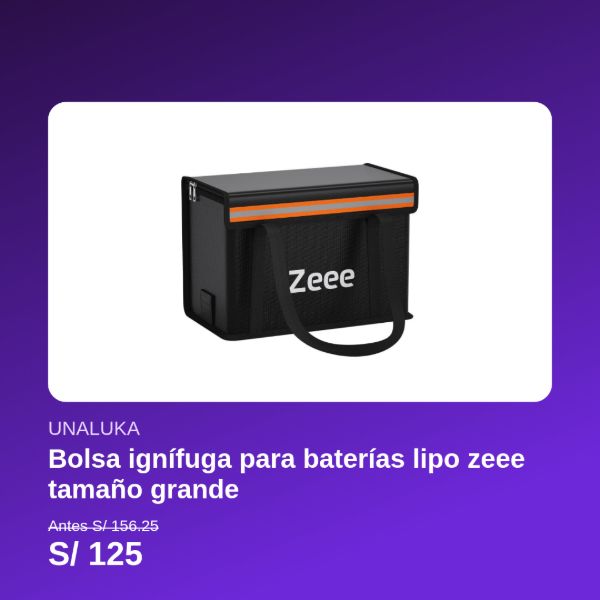 Zeee
UNALUKA
Bolsa ignífuga para baterías lipo zeee
tamaño grande
Antes S/ 156.25
S/ 125